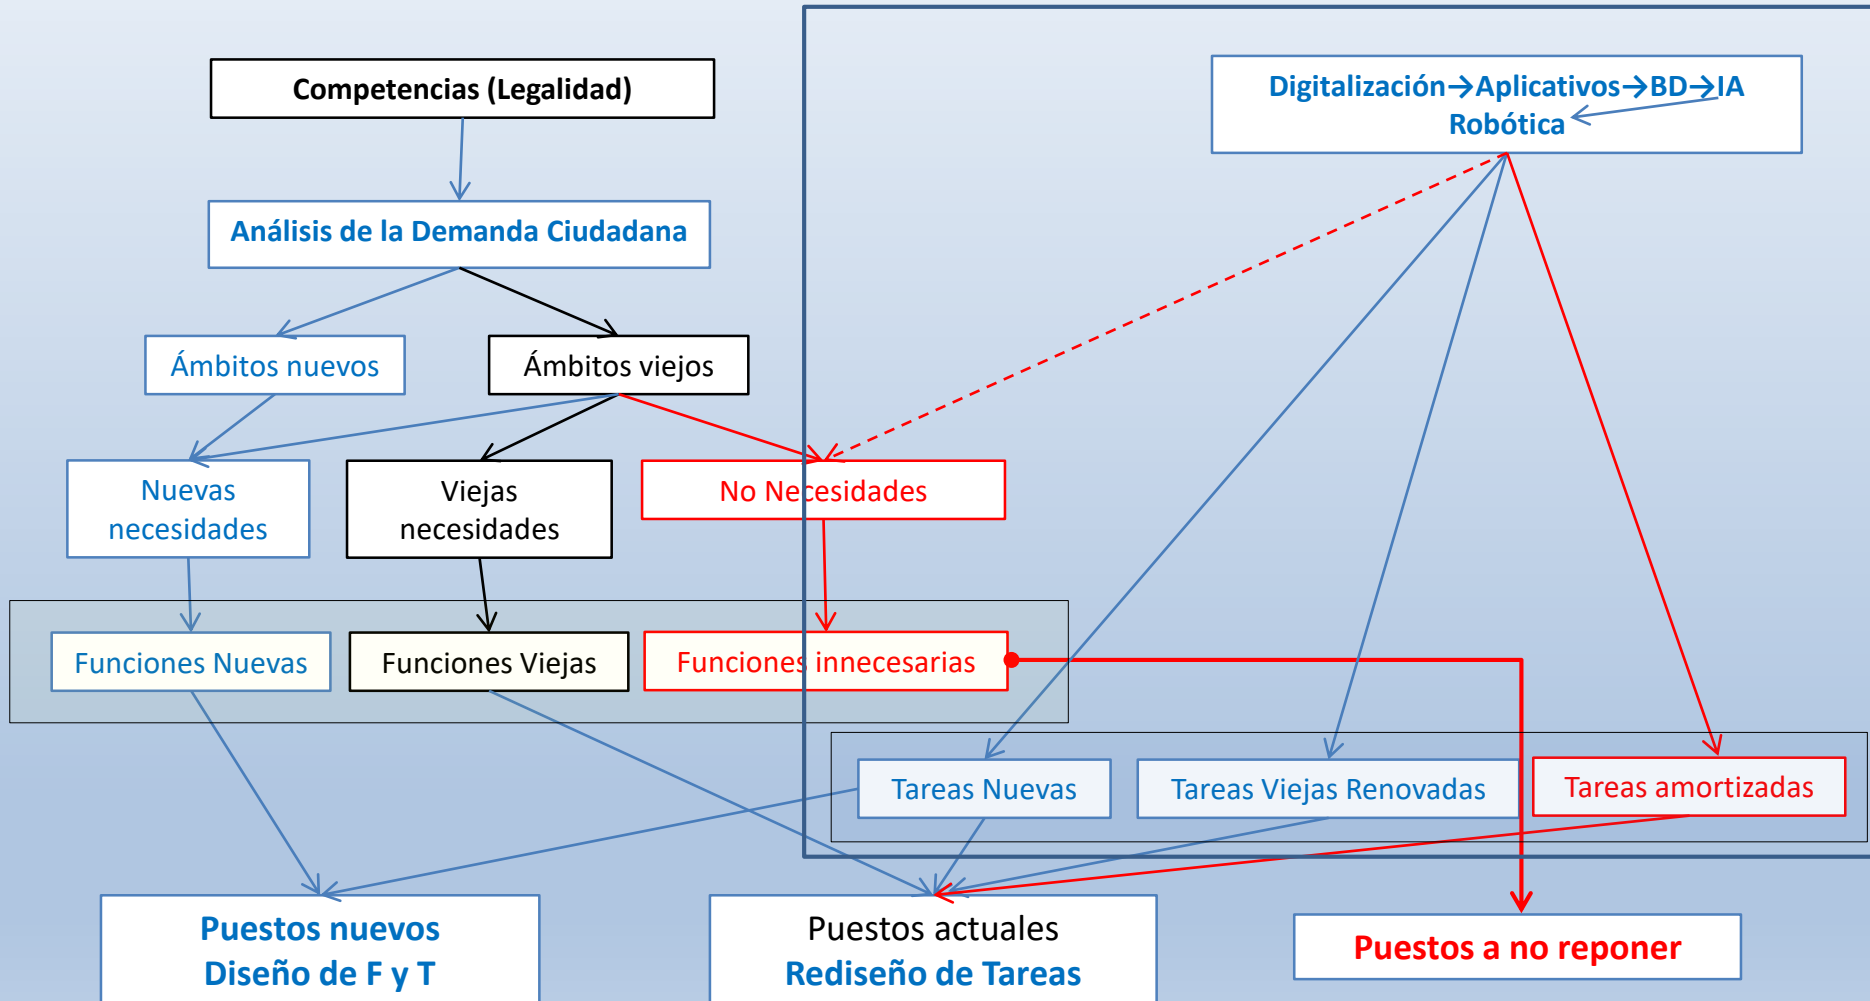 Competencias (Legalidad)
Digitalización→Aplicativos→BD→IA
Robótica
Análisis de la Demanda Ciudadana
Ámbitos nuevos
Ámbitos viejos
Nuevas
necesidades
Viejas
necesidades
No Necesidades
Funciones Nuevas
Funciones Viejas
Funciones innecesarias
Tareas Nuevas
Tareas Viejas Renovadas
Tareas amortizadas
Puestos nuevos
Diseño de F y T
Puestos actuales
Rediseño de Tareas
Puestos a no reponer